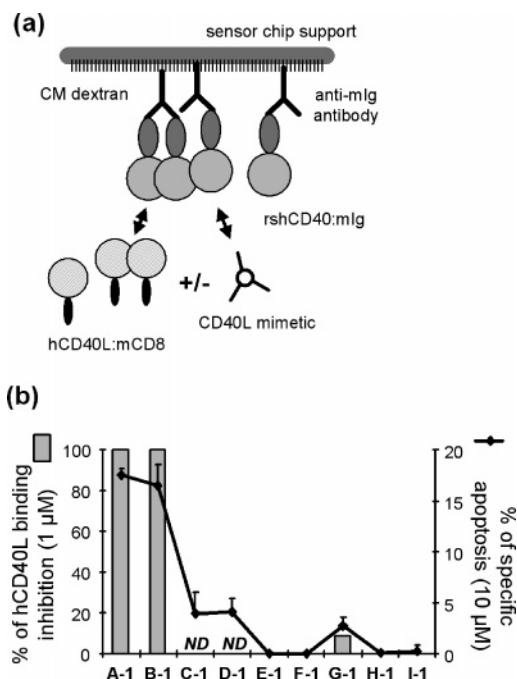 (a)
sensor chip support
CM dextran
anti-mIg
antibody
rshCD40:mIg
+/-
CD40L mimetic
hCD40L:mCD8
(b)
% of hCD40L binding
inhibition (1 µM)
100
80
60
40
20
0
ND ND
20
15
10
5
0
% of specific
apoptosis (10 µM)
A-1 B-1 C-1 D-1 E-1 F-1 G-1 H-1 I-1